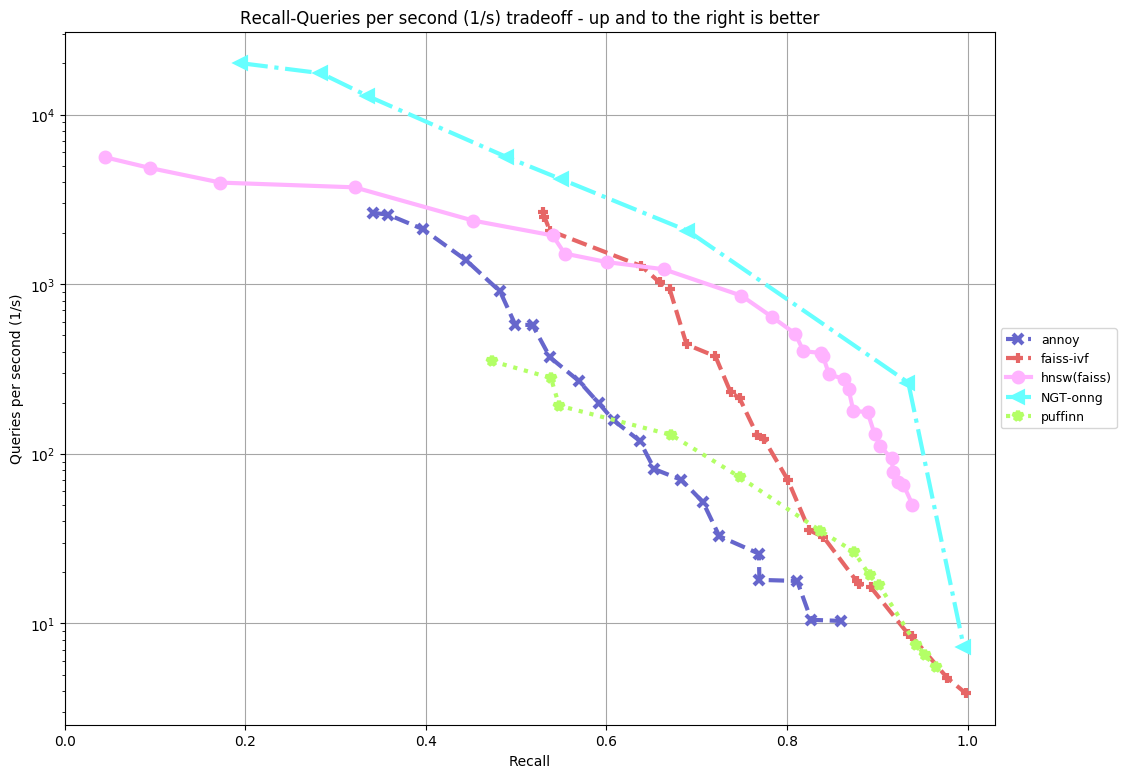 Recall-Queries per second (1/s) tradeoff - up and to the right is better
Queries per second (1/s)
10^4
10^3
10^2
10^1
0.0 0.2 0.4 0.6 0.8 1.0
Recall
annoy
faiss-ivf
hnsw(faiss)
NGT-onng
puffinn